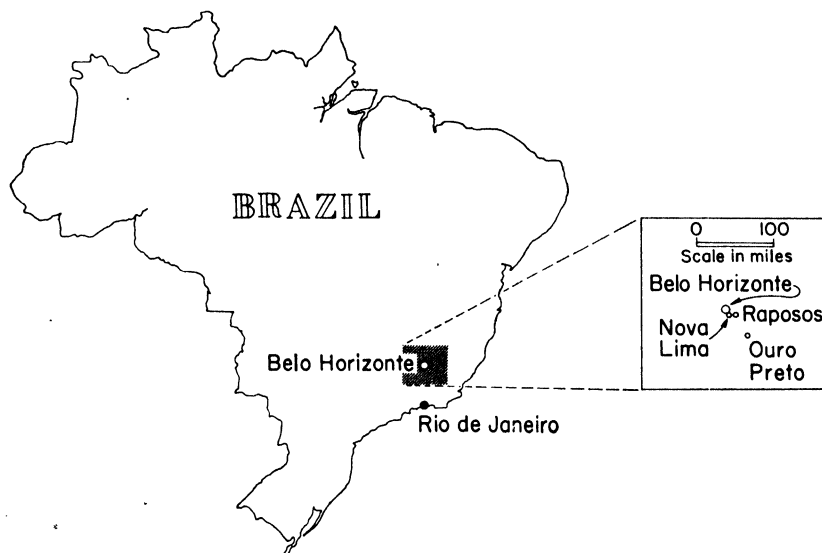 BRAZIL
Belo Horizonte
Rio de Janeiro
0 100
Scale in miles
Belo Horizonte
Raposos
Nova
Lima
Ouro
Preto